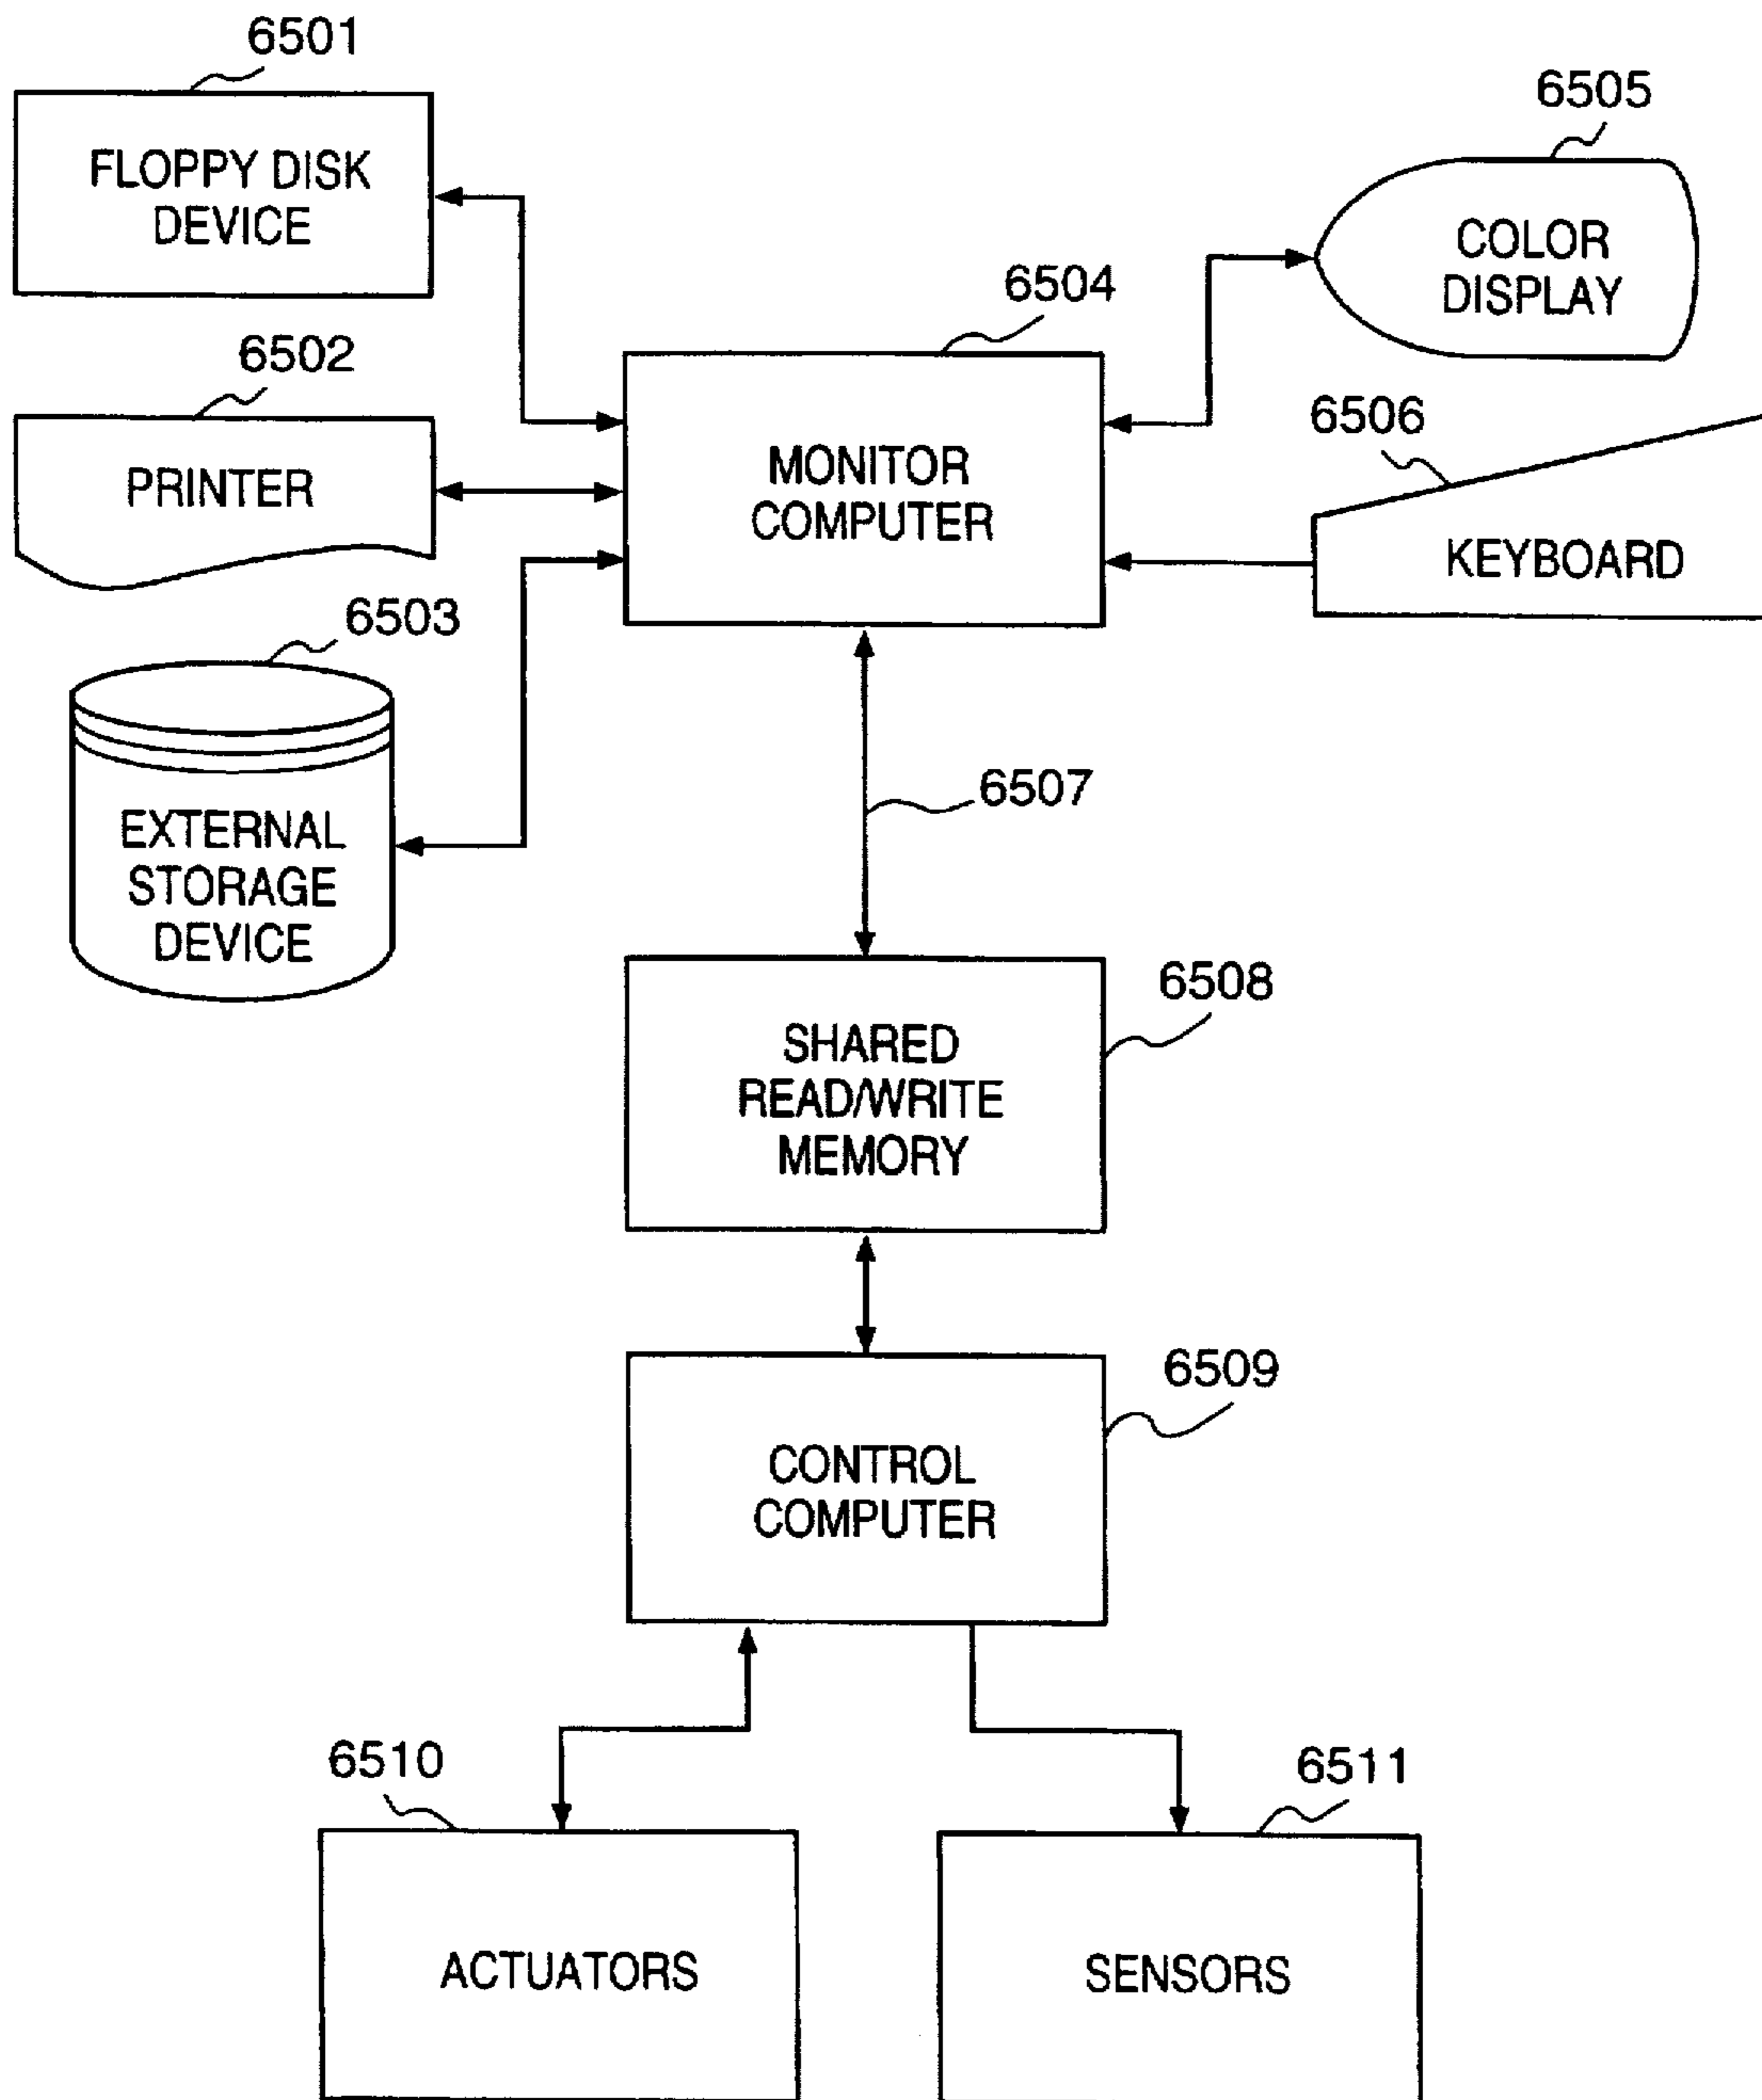 6501
FLOPPY DISK
DEVICE
6502
PRINTER
6503
EXTERNAL
STORAGE
DEVICE
6504
MONITOR
COMPUTER
6505
COLOR
DISPLAY
6506
KEYBOARD
6507
6508
SHARED
READ/WRITE
MEMORY
6509
CONTROL
COMPUTER
6510
ACTUATORS
6511
SENSORS